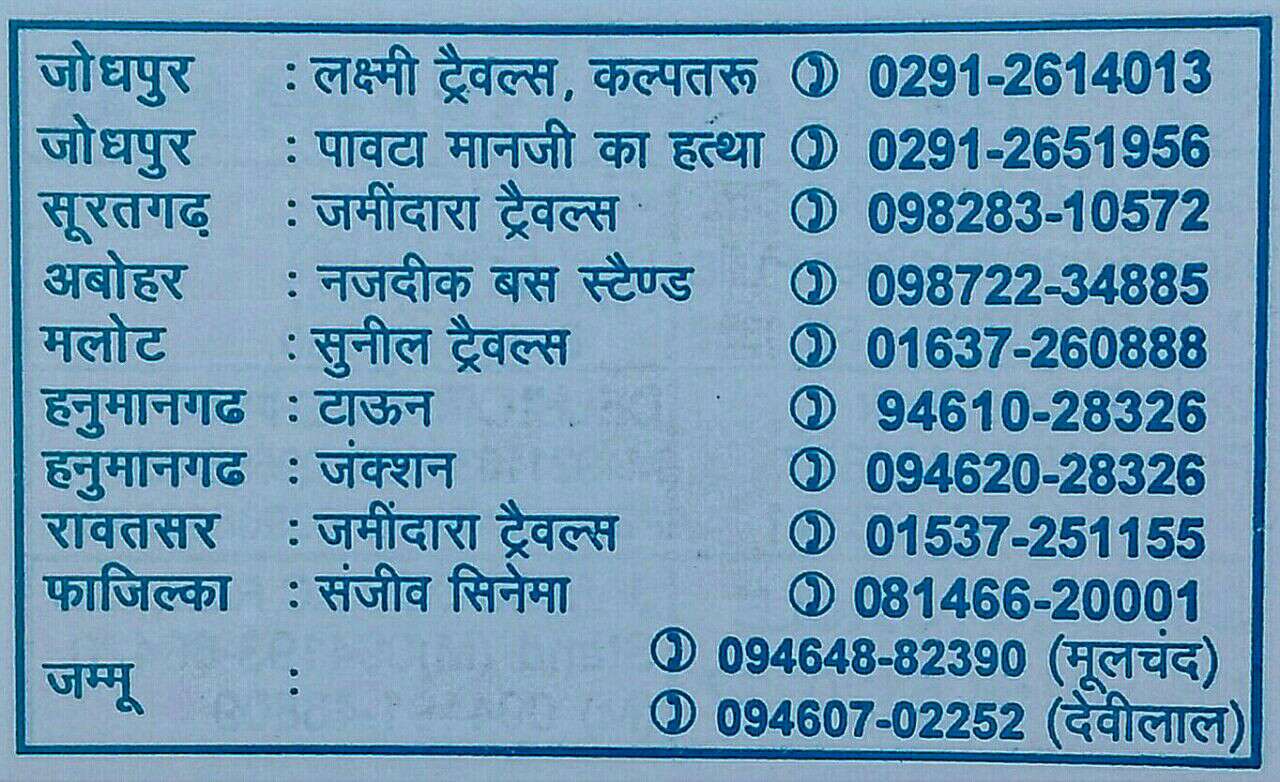 जोधपुर : लक्ष्मी ट्रैवल्स, कल्पतरू 0291-2614013
जोधपुर : पावटा मानजी का हत्था 0291-2651956
सूरतगढ़ : जमींदारा ट्रैवल्स 098283-10572
अबोहर : नजदीक बस स्टैण्ड 098722-34885
मलोट : सुनील ट्रैवल्स 01637-260888
हनुमानगढ : टाऊन 94610-28326
हनुमानगढ : जंक्शन 094620-28326
रावतसर : जमींदारा ट्रैवल्स 01537-251155
फाजिल्का : संजीव सिनेमा 081466-20001
जम्मू : 094648-82390 (मूलचंद)
094607-02252 (देवीलाल)